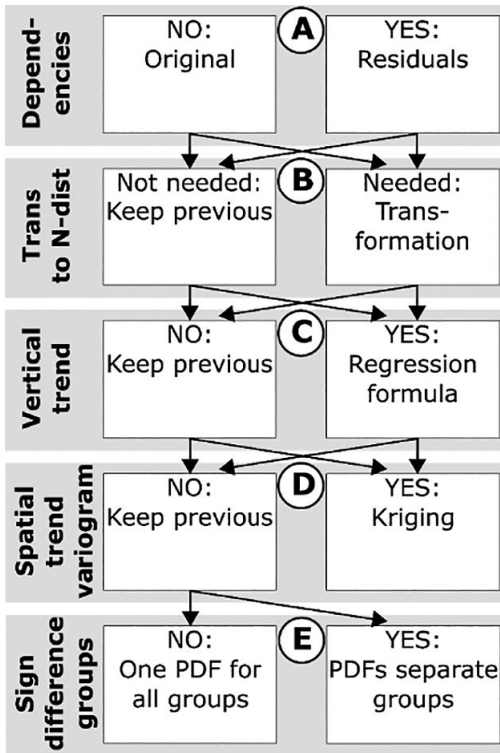 Depend-
encies
NO:
Original
A
YES:
Residuals
Trans
to N-dist
Not needed:
Keep previous
B
Needed:
Trans-
formation
Vertical
trend
NO:
Keep previous
C
YES:
Regression
formula
Spatial
trend
variogram
NO:
Keep previous
D
YES:
Kriging
Sign
difference
groups
NO:
One PDF for
all groups
E
YES:
PDFs separate
groups